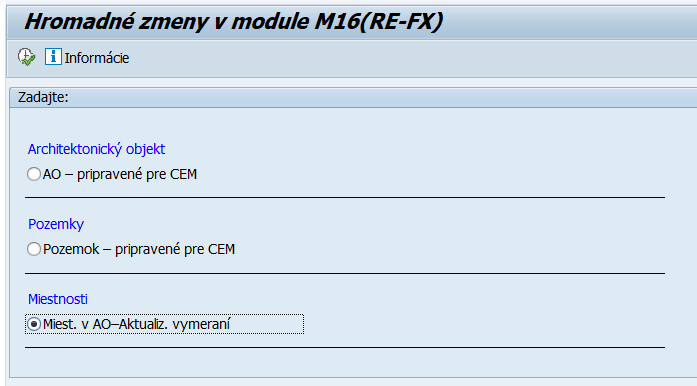 Hromadné zmeny v module M16(RE-FX)
Informácie
Zadajte:
Architektonický objekt
AO – pripravené pre CEM
Pozemky
Pozemok – pripravené pre CEM
Miestnosti
Miest. v AO–Aktualiz. vymeraní